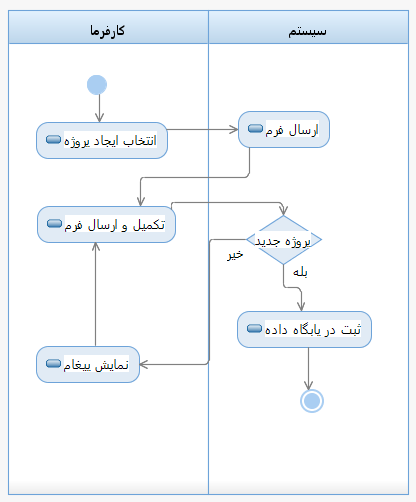 کارفرما
سیستم
انتخاب ایجاد پروژه
ارسال فرم
تکمیل و ارسال فرم
پروژه جدید
خیر
بله
ثبت در پایگاه داده
نمایش پیغام